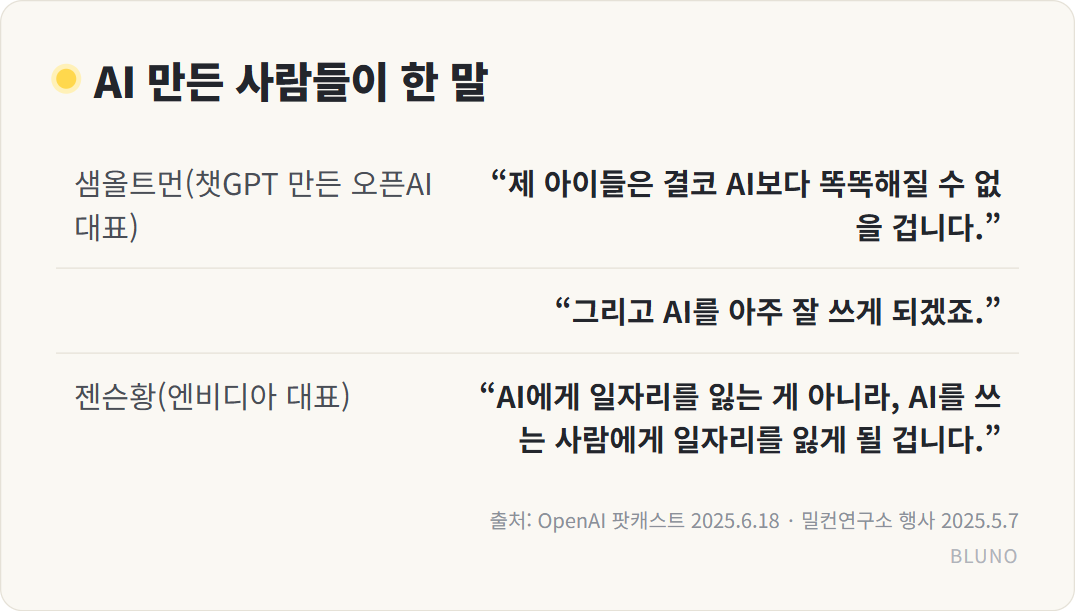 AI 만든 사람들이 한 말
샘올트먼(챗GPT 만든 오픈AI
대표)
“제 아이들은 결코 AI보다 똑똑해질 수 없
을 겁니다.”
“그리고 AI를 아주 잘 쓰게 되겠죠.”
젠슨황(엔비디아 대표)
“AI에게 일자리를 잃는 게 아니라, AI를 쓰
는 사람에게 일자리를 잃게 될 겁니다.”
출처: OpenAI 팟캐스트 2025.6.18 · 밀컨연구소 행사 2025.5.7
BLUNO